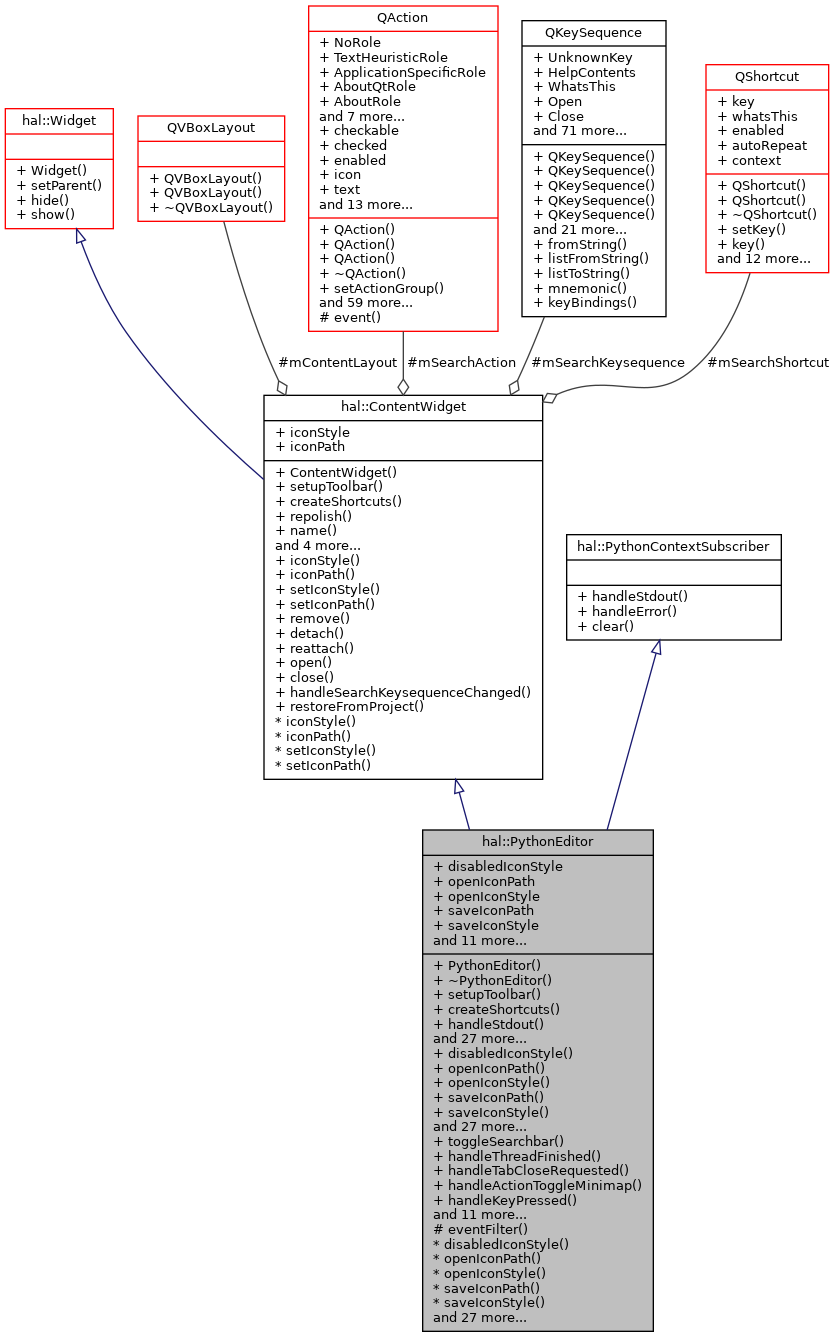 QAction
+ NoRole
+ TextHeuristicRole
+ ApplicationSpecificRole
+ AboutQtRole
+ AboutRole
and 7 more...
+ checkable
+ checked
+ enabled
+ icon
+ text
and 13 more...
+ QAction()
+ QAction()
+ QAction()
+ ~QAction()
+ setActionGroup()
and 59 more...
# event()
QKeySequence
+ UnknownKey
+ HelpContents
+ WhatsThis
+ Open
+ Close
and 71 more...
+ QKeySequence()
+ QKeySequence()
+ QKeySequence()
+ QKeySequence()
+ QKeySequence()
and 21 more...
+ fromString()
+ listFromString()
+ listToString()
+ mnemonic()
+ keyBindings()
QShortcut
+ key
+ whatsThis
+ enabled
+ autoRepeat
+ context
+ QShortcut()
+ QShortcut()
+ ~QShortcut()
+ setKey()
+ key()
and 12 more...
hal::Widget
+ Widget()
+ setParent()
+ hide()
+ show()
QVBoxLayout
+ QVBoxLayout()
+ QVBoxLayout()
+ ~QVBoxLayout()
#mContentLayout
#mSearchAction
#mSearchKeysequence
#mSearchShortcut
hal::ContentWidget
+ iconStyle
+ iconPath
+ ContentWidget()
+ setupToolbar()
+ createShortcuts()
+ repolish()
+ name()
and 4 more...
+ iconStyle()
+ iconPath()
+ setIconStyle()
+ setIconPath()
+ remove()
+ detach()
+ reattach()
+ open()
+ close()
+ handleSearchKeysequenceChanged()
+ restoreFromProject()
* iconStyle()
* iconPath()
* setIconStyle()
* setIconPath()
hal::PythonContextSubscriber
+ handleStdout()
+ handleError()
+ clear()
hal::PythonEditor
+ disabledIconStyle
+ openIconPath
+ openIconStyle
+ saveIconPath
+ saveIconStyle
and 11 more...
+ PythonEditor()
+ ~PythonEditor()
+ setupToolbar()
+ createShortcuts()
+ handleStdout()
and 27 more...
+ disabledIconStyle()
+ openIconPath()
+ openIconStyle()
+ saveIconPath()
+ saveIconStyle()
and 27 more...
+ toggleSearchbar()
+ handleThreadFinished()
+ handleTabCloseRequested()
+ handleActionToggleMinimap()
+ handleKeyPressed()
and 11 more...
# eventFilter()
* disabledIconStyle()
* openIconPath()
* openIconStyle()
* saveIconPath()
* saveIconStyle()
and 27 more...